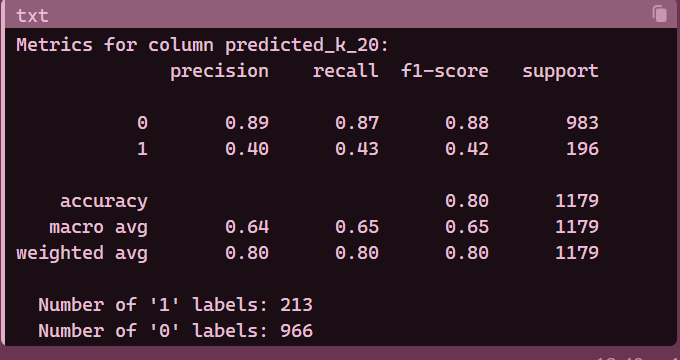 txt
Metrics for column predicted_k_20:
precision recall f1-score support
0 0.89 0.87 0.88 983
1 0.40 0.43 0.42 196
accuracy 0.80 1179
macro avg 0.64 0.65 0.65 1179
weighted avg 0.80 0.80 0.80 1179
Number of '1' labels: 213
Number of '0' labels: 966